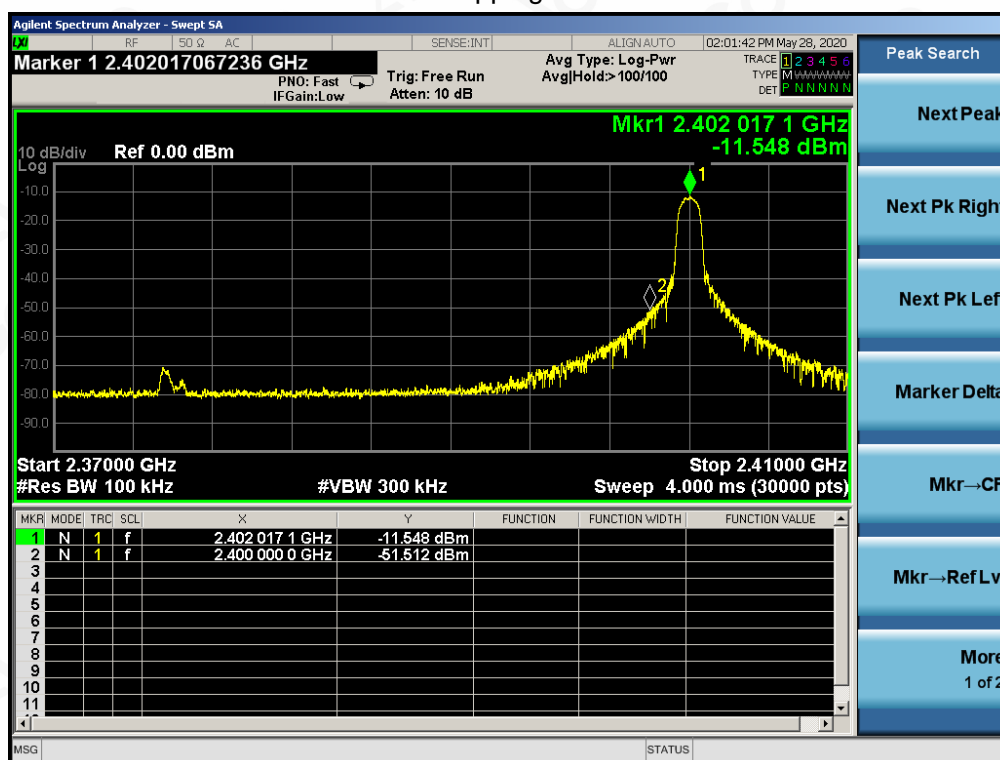 Agilent Spectrum Analyzer - Swept SA
LXI RF 50 Ω AC SENSE:INT ALIGN AUTO 02:01:42 PM May 28, 2020
Marker 1 2.402017067236 GHz
PNO: Fast
IFGain:Low
Trig: Free Run
Atten: 10 dB
Avg Type: Log-Pwr
Avg|Hold:>100/100
TRACE 1 2 3 4 5 6
TYPE M
DET P N N N N N
Mkr1 2.402 017 1 GHz
-11.548 dBm
10 dB/div Ref 0.00 dBm
Log
1
-10.0
-20.0
-30.0
-40.0
2
-50.0
-60.0
-70.0
-80.0
-90.0
Start 2.37000 GHz Stop 2.41000 GHz
#Res BW 100 kHz #VBW 300 kHz Sweep 4.000 ms (30000 pts)
MKR MODE TRC SCL X Y FUNCTION FUNCTION WIDTH FUNCTION VALUE
1 N 1 f 2.402 017 1 GHz -11.548 dBm
2 N 1 f 2.400 000 0 GHz -51.512 dBm
3
4
5
6
7
8
9
10
11
MSG STATUS
Peak Search
Next Peak
Next Pk Right
Next Pk Left
Marker Delta
Mkr→CF
Mkr→Ref Lv
More
1 of 2